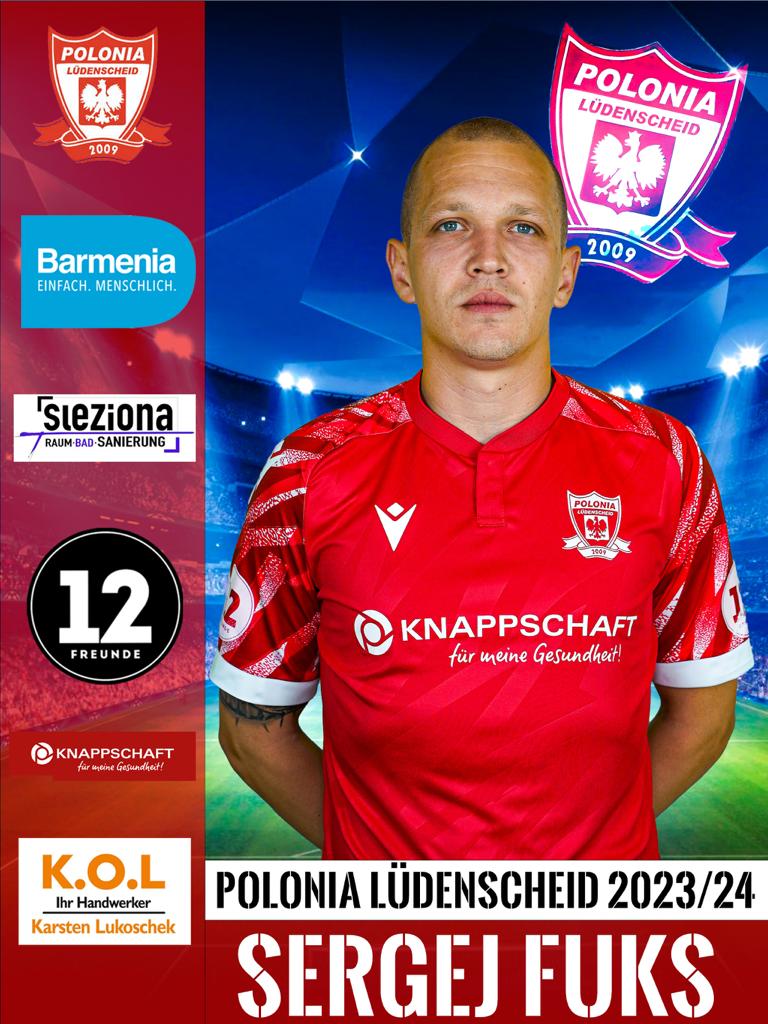 POLONIA
LÜDENSCHEID
2009
Barmenia
EINFACH. MENSCHLICH.
sleziona
RAUM·BAD·SANIERUNG
12
FREUNDE
KNAPPSCHAFT
für meine Gesundheit!
K.O.L
Ihr Handwerker
Karsten Lukoschek
POLONIA
LÜDENSCHEID
2009
POLONIA
LÜDENSCHEID
2009
KNAPPSCHAFT
für meine Gesundheit!
POLONIA LÜDENSCHEID 2023/24
SERGEJ FUKS